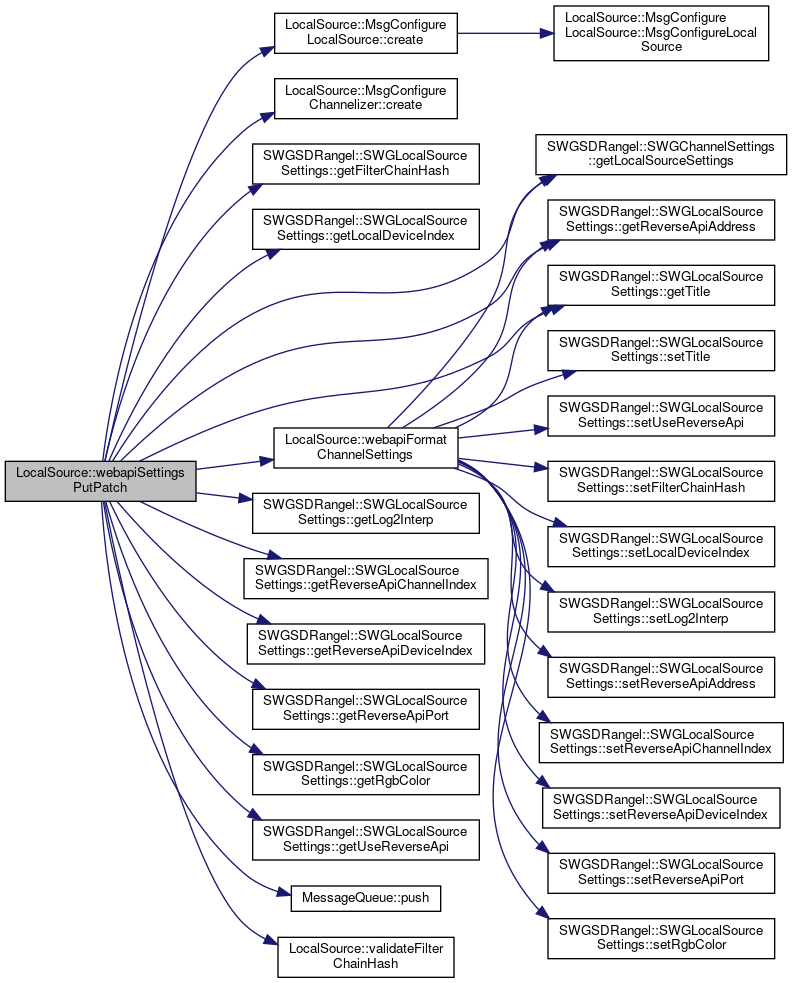 LocalSource::webapiSettings
PutPatch
LocalSource::MsgConfigure
LocalSource::create
LocalSource::MsgConfigure
Channelizer::create
SWGSDRangel::SWGLocalSource
Settings::getFilterChainHash
SWGSDRangel::SWGLocalSource
Settings::getLocalDeviceIndex
LocalSource::webapiFormat
ChannelSettings
SWGSDRangel::SWGLocalSource
Settings::getLog2Interp
SWGSDRangel::SWGLocalSource
Settings::getReverseApiChannelIndex
SWGSDRangel::SWGLocalSource
Settings::getReverseApiDeviceIndex
SWGSDRangel::SWGLocalSource
Settings::getReverseApiPort
SWGSDRangel::SWGLocalSource
Settings::getRgbColor
SWGSDRangel::SWGLocalSource
Settings::getUseReverseApi
MessageQueue::push
LocalSource::validateFilter
ChainHash
LocalSource::MsgConfigure
LocalSource::MsgConfigureLocal
Source
SWGSDRangel::SWGChannelSettings
::getLocalSourceSettings
SWGSDRangel::SWGLocalSource
Settings::getReverseApiAddress
SWGSDRangel::SWGLocalSource
Settings::getTitle
SWGSDRangel::SWGLocalSource
Settings::setTitle
SWGSDRangel::SWGLocalSource
Settings::setUseReverseApi
SWGSDRangel::SWGLocalSource
Settings::setFilterChainHash
SWGSDRangel::SWGLocalSource
Settings::setLocalDeviceIndex
SWGSDRangel::SWGLocalSource
Settings::setLog2Interp
SWGSDRangel::SWGLocalSource
Settings::setReverseApiAddress
SWGSDRangel::SWGLocalSource
Settings::setReverseApiChannelIndex
SWGSDRangel::SWGLocalSource
Settings::setReverseApiDeviceIndex
SWGSDRangel::SWGLocalSource
Settings::setReverseApiPort
SWGSDRangel::SWGLocalSource
Settings::setRgbColor